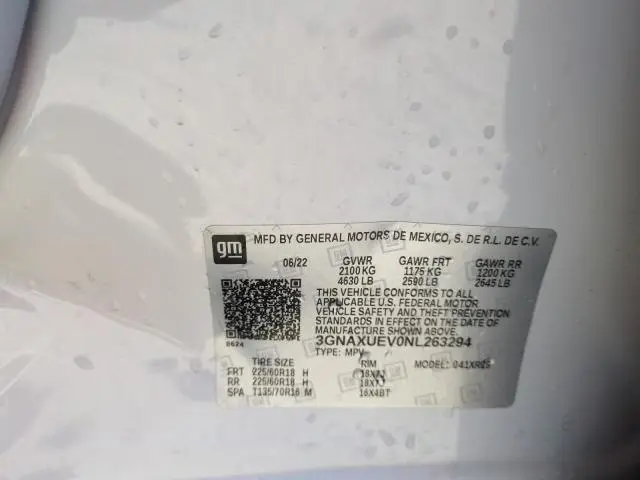 gm MFD BY GENERAL MOTORS DE MEXICO, S. DE R.L. DE C.V.
06/22 GVWR GAWR FRT GAWR RR
2100 KG 1175 KG 1200 KG
4630 LB 2590 LB 2645 LB
THIS VEHICLE CONFORMS TO ALL
APPLICABLE U.S. FEDERAL MOTOR
VEHICLE SAFETY AND THEFT PREVENTION
STANDARDS IN EFFECT ON THE DATE OF
MANUFACTURE SHOWN ABOVE.
8624 3GNAXUEV0NL263294
TYPE: MPV MODEL:
TIRE SIZE RIM
FRT 225/60R18 H
RR 225/60R18 H
SPA T135/70R16 M 16X4BT